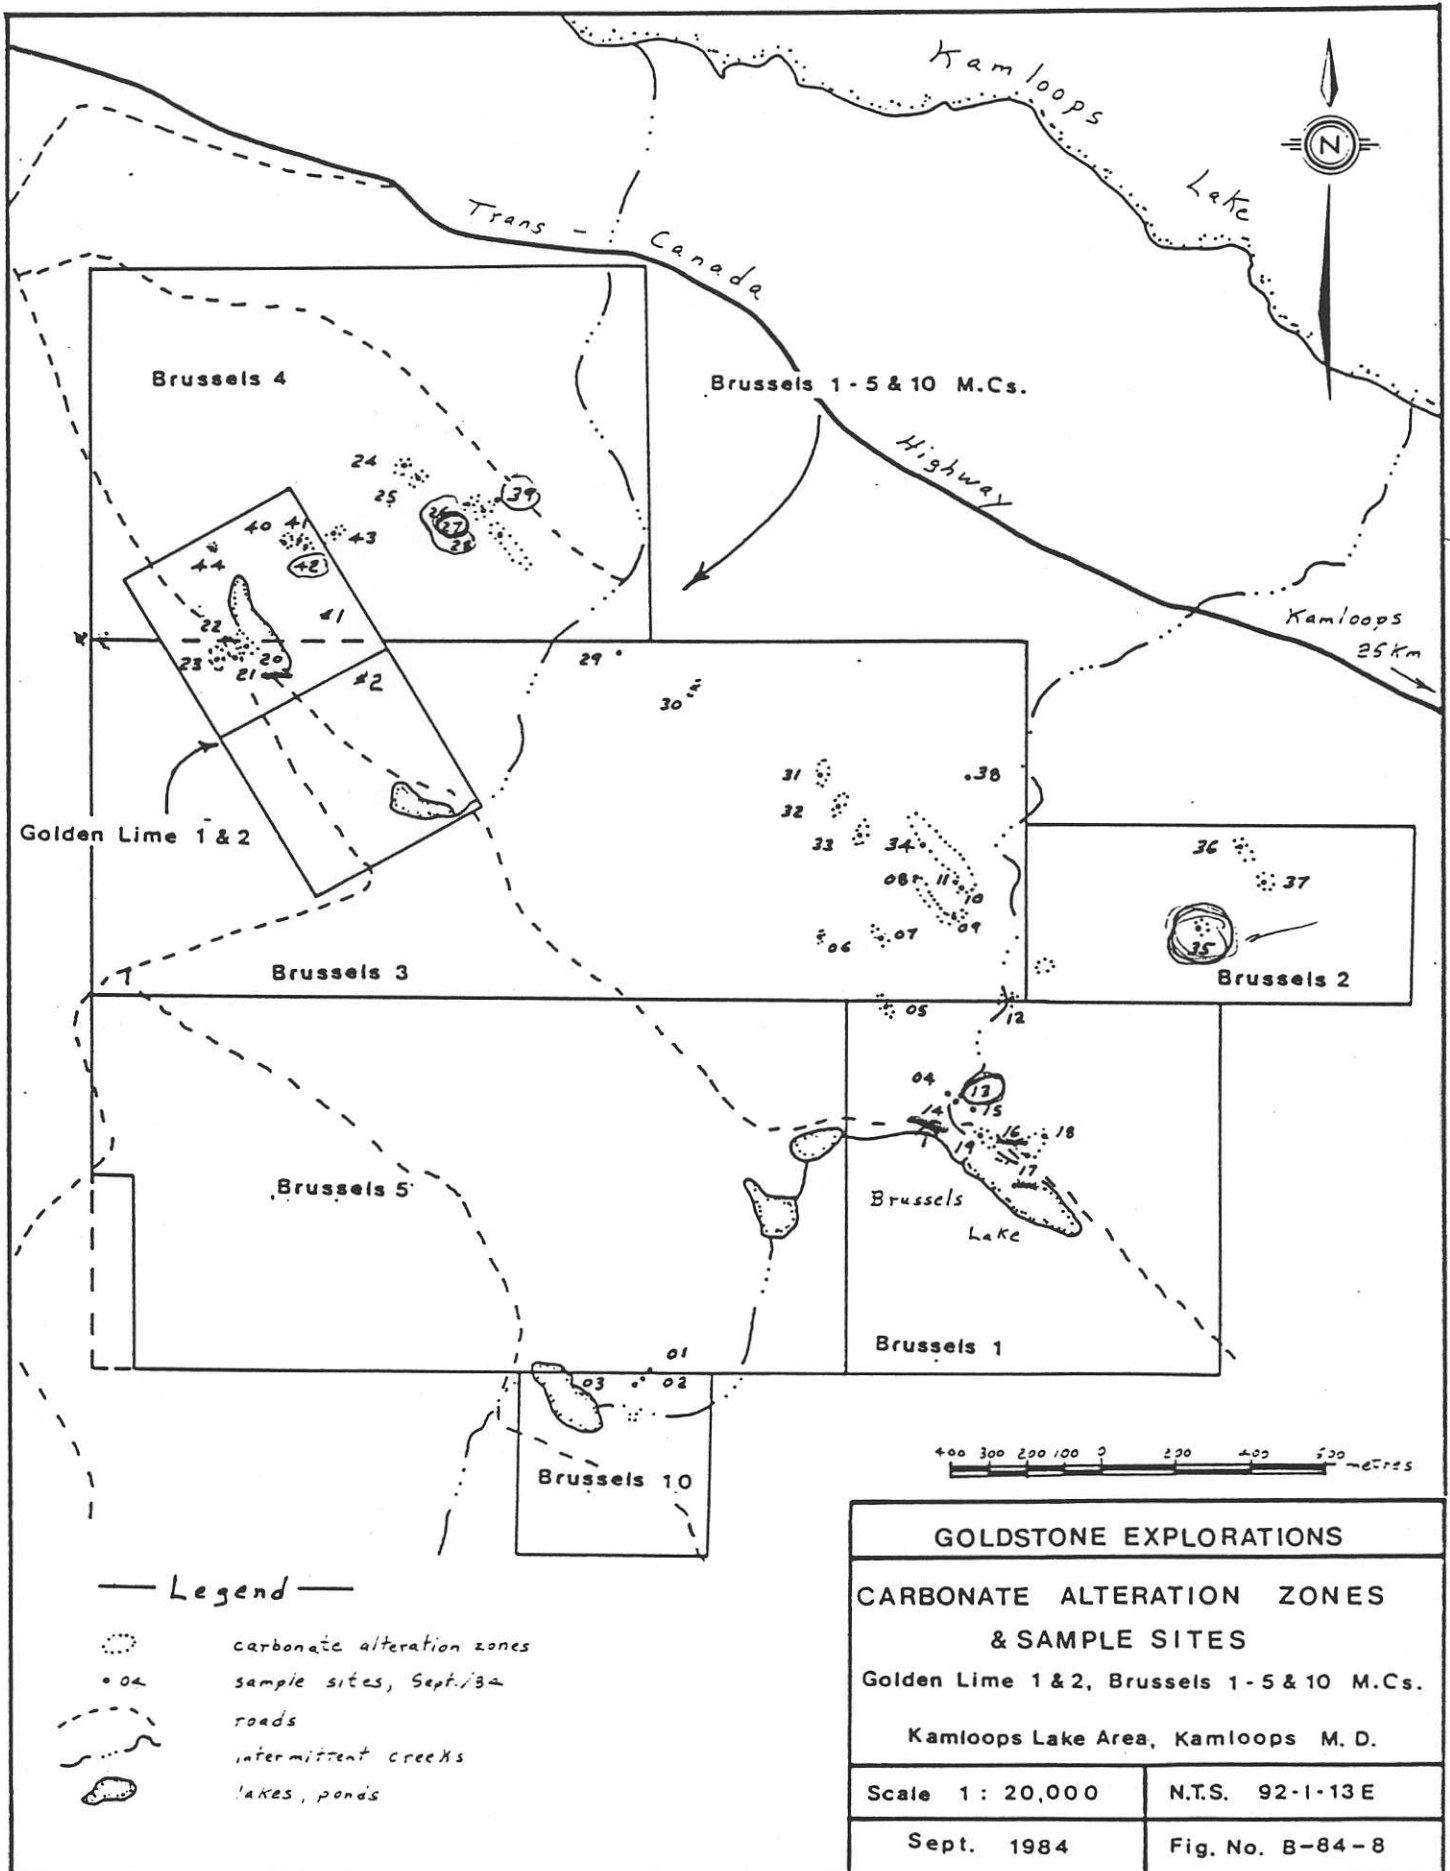 Kamloops
Lake
N
Trans - Canada
Highway
Brussels 4
Brussels 1 - 5 & 10 M.Cs.
24
25
39
26
27
28
40
41
43
44
42
#1
Kamloops
25 Km
22
23
21
20
#2
29
30
31
38
32
33
34
Golden Lime 1 & 2
36
37
08
11
10
09
06
07
35
Brussels 3
Brussels 2
05
12
04
13
15
14
16
18
19
17
Brussels 5
Brussels
Lake
Brussels 1
01
03
02
Brussels 10
400 300 200 100 0 200 400 600 metres
Legend
carbonate alteration zones
sample sites, Sept./84
roads
intermittent creeks
lakes, ponds
GOLDSTONE EXPLORATIONS
CARBONATE ALTERATION ZONES
& SAMPLE SITES
Golden Lime 1 & 2, Brussels 1 - 5 & 10 M.Cs.
Kamloops Lake Area, Kamloops M. D.
Scale 1 : 20,000
N.T.S. 92-I-13 E
Sept. 1984
Fig. No. B-84-8